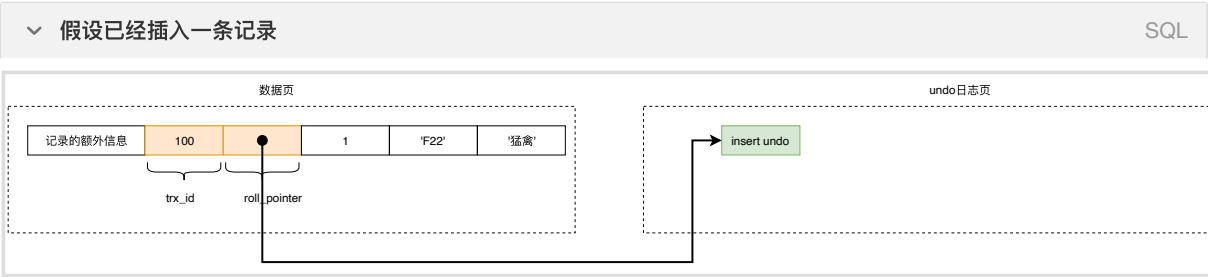 假设已经插入一条记录
SQL
数据页
undo日志页
记录的额外信息 100 1 'F22' '猛禽'
insert undo
trx_id
roll_pointer